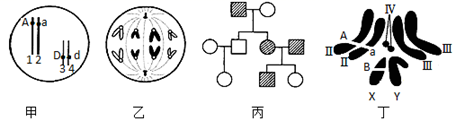 A a
D d
1 2 3 4
甲
乙
丙
IV
A a
II II III III
B
X Y
丁